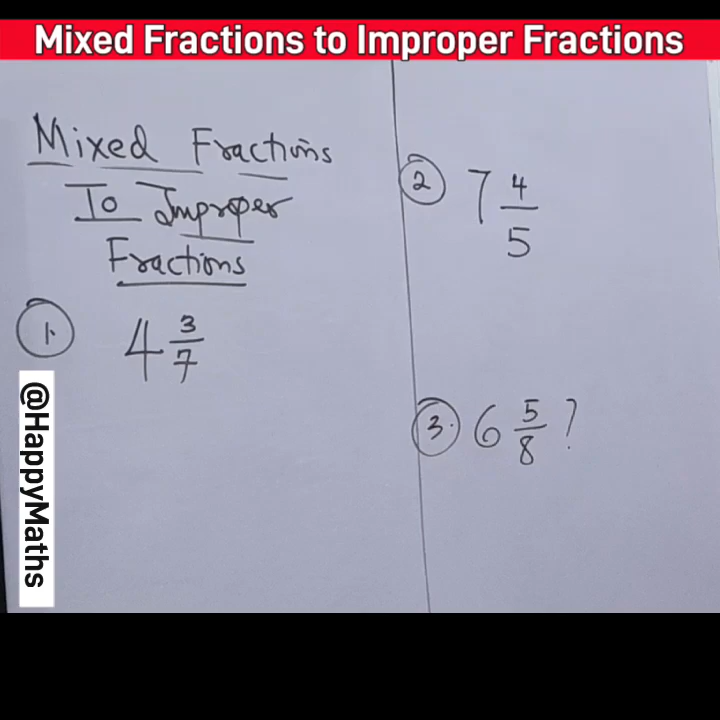 Mixed Fractions to Improper Fractions
Mixed Fractions
To Improper
Fractions
1. 4 3/7
2 7 4/5
3. 6 5/8 ?
@HappyMaths